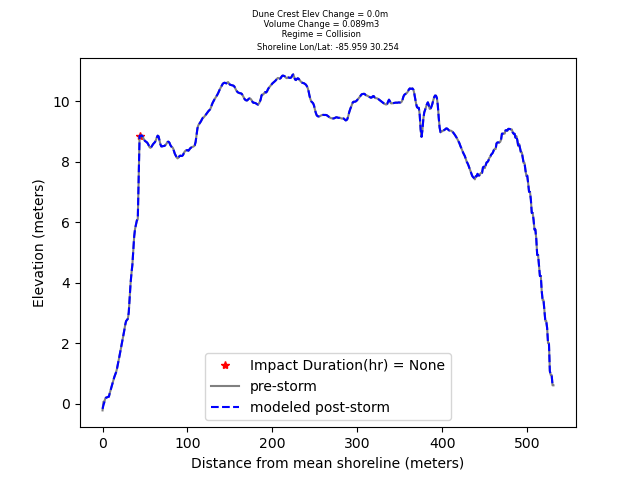 Dune Crest Elev Change = 0.0m
Volume Change = 0.089m3
Regime = Collision
Shoreline Lon/Lat: -85.959 30.254
10
8
6
4
2
0
Elevation (meters)
Impact Duration(hr) = None
pre-storm
modeled post-storm
0 100 200 300 400 500
Distance from mean shoreline (meters)